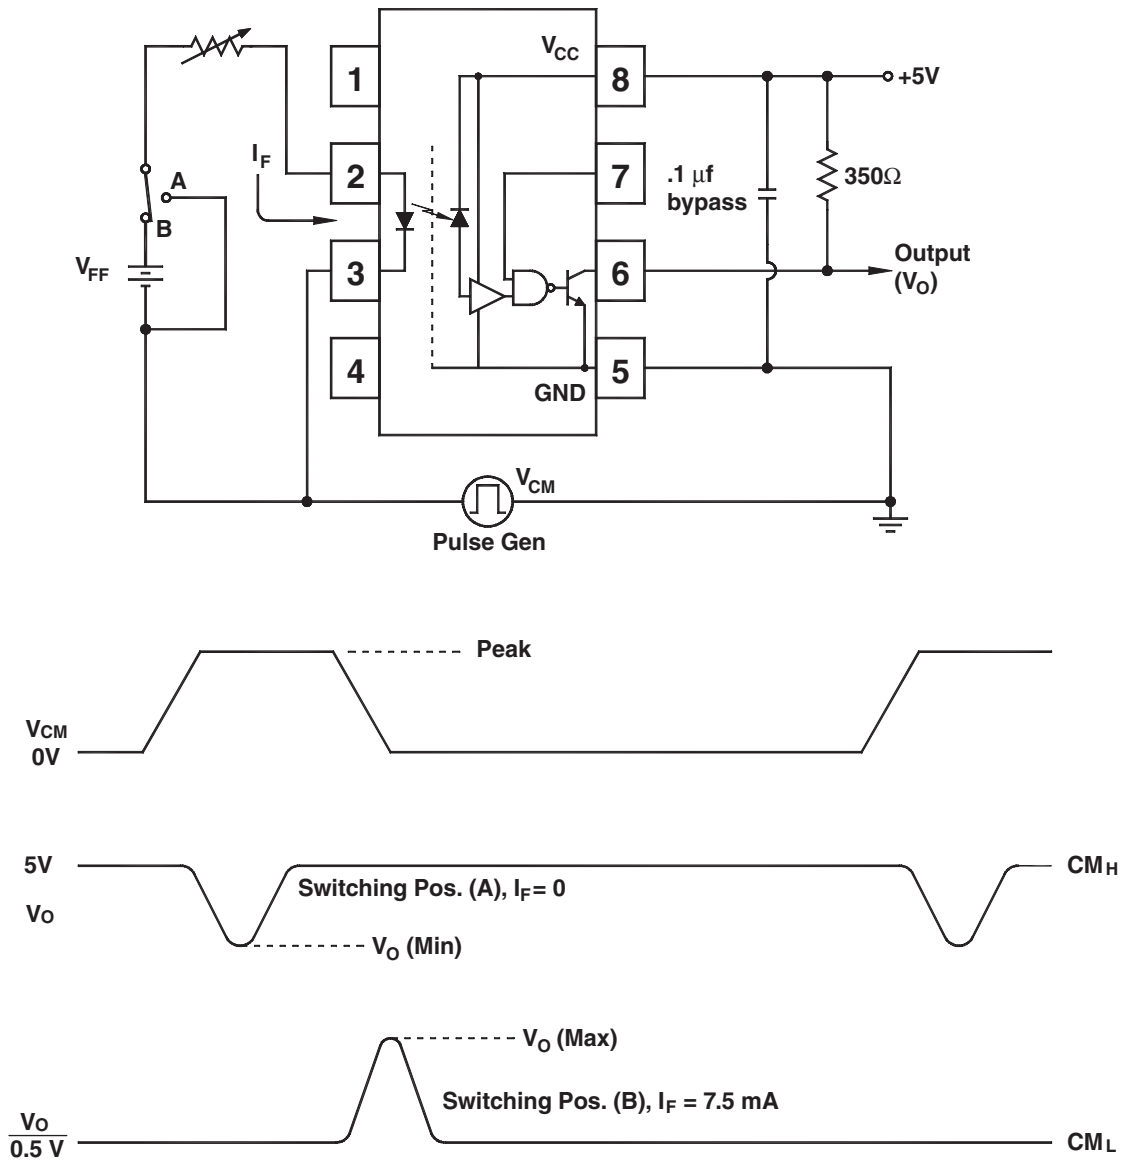 V_CC
1
8
+5V
A
I_F
2
7
.1 μf
bypass
350Ω
B
V_FF
3
6
Output
(V_O)
4
5
GND
V_CM
Pulse Gen
Peak
V_CM
0V
5V
CM_H
Switching Pos. (A), I_F = 0
V_O
V_O (Min)
V_O (Max)
Switching Pos. (B), I_F = 7.5 mA
V_O
0.5 V
CM_L